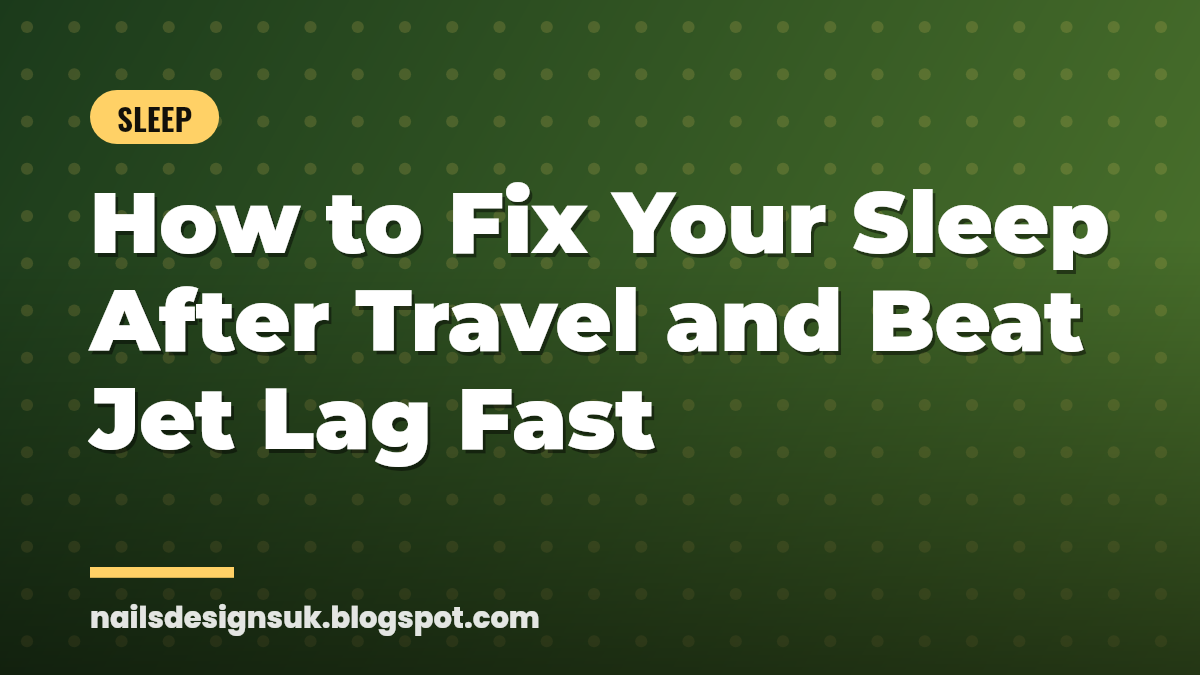 SLEEP
How to Fix Your Sleep
After Travel and Beat
Jet Lag Fast
nailsdesignsuk.blogspot.com